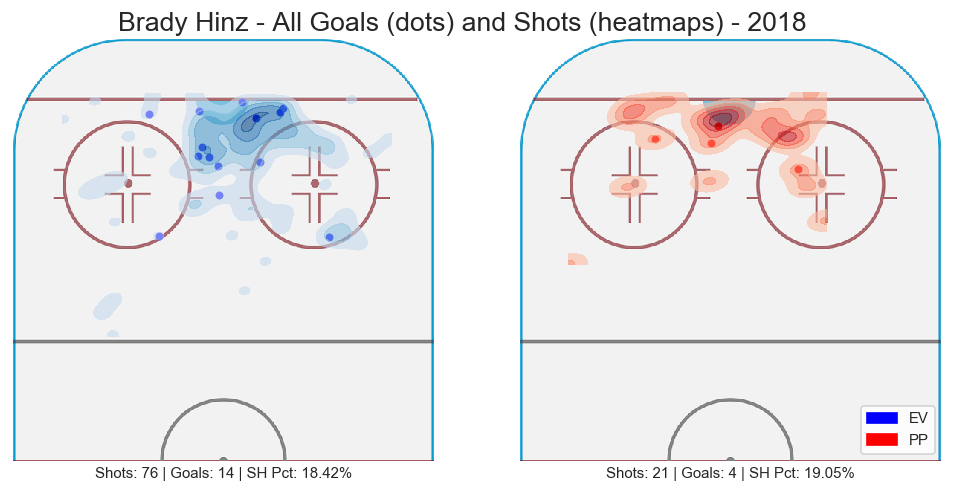 Brady Hinz - All Goals (dots) and Shots (heatmaps) - 2018
EV
PP
Shots: 76 | Goals: 14 | SH Pct: 18.42%
Shots: 21 | Goals: 4 | SH Pct: 19.05%